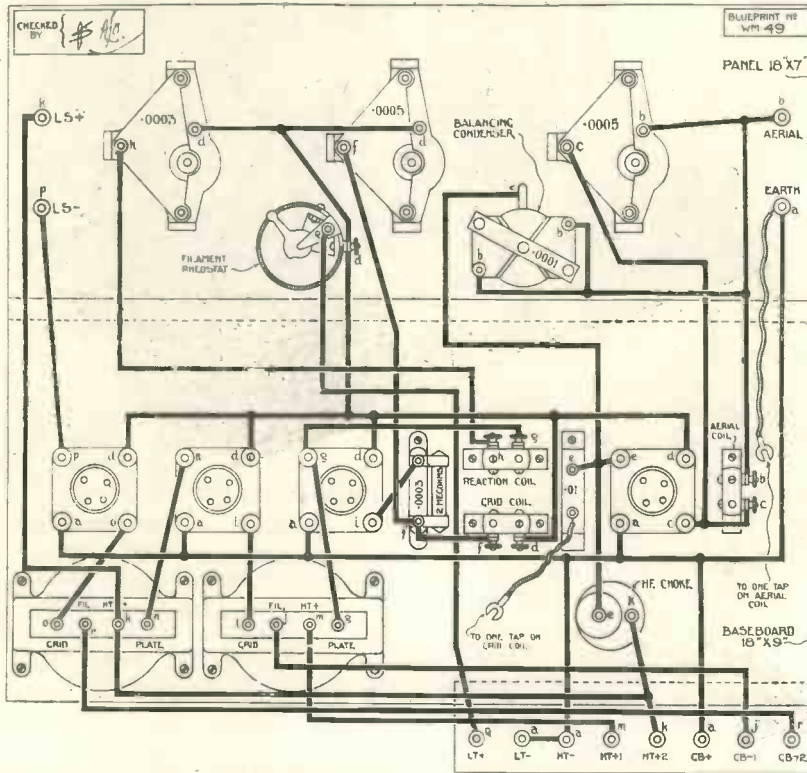 CHECKED BY
BLUEPRINT Nº
WM 49
PANEL 18"X7"
k
LS+
.0003
h
d
.0005
f
d
BALANCING
CONDENSER
.0005
c
b
b
AERIAL
p
LS-
EARTH
a
FILAMENT
RHEOSTAT
d
b
b
.0001
AERIAL
COIL
p
d
n
g
d
h
g
e
d
REACTION COIL
.0003
2 MEGOHMS
.01
b
c
GRID COIL
a
o
a
a
f
d
a
c
TO ONE TAP
ON AERIAL
COIL
H.F. CHOKE
FIL
HT+
FIL
HT+
o
r
k
n
m
g
e
k
GRID
PLATE
GRID
PLATE
TO ONE TAP ON
GRID COIL
BASEBOARD
18"X9"
a
a
m
k
a
j
r
LT+
LT-
HT-
HT+1
HT+2
GB+
GB-1
GB-2